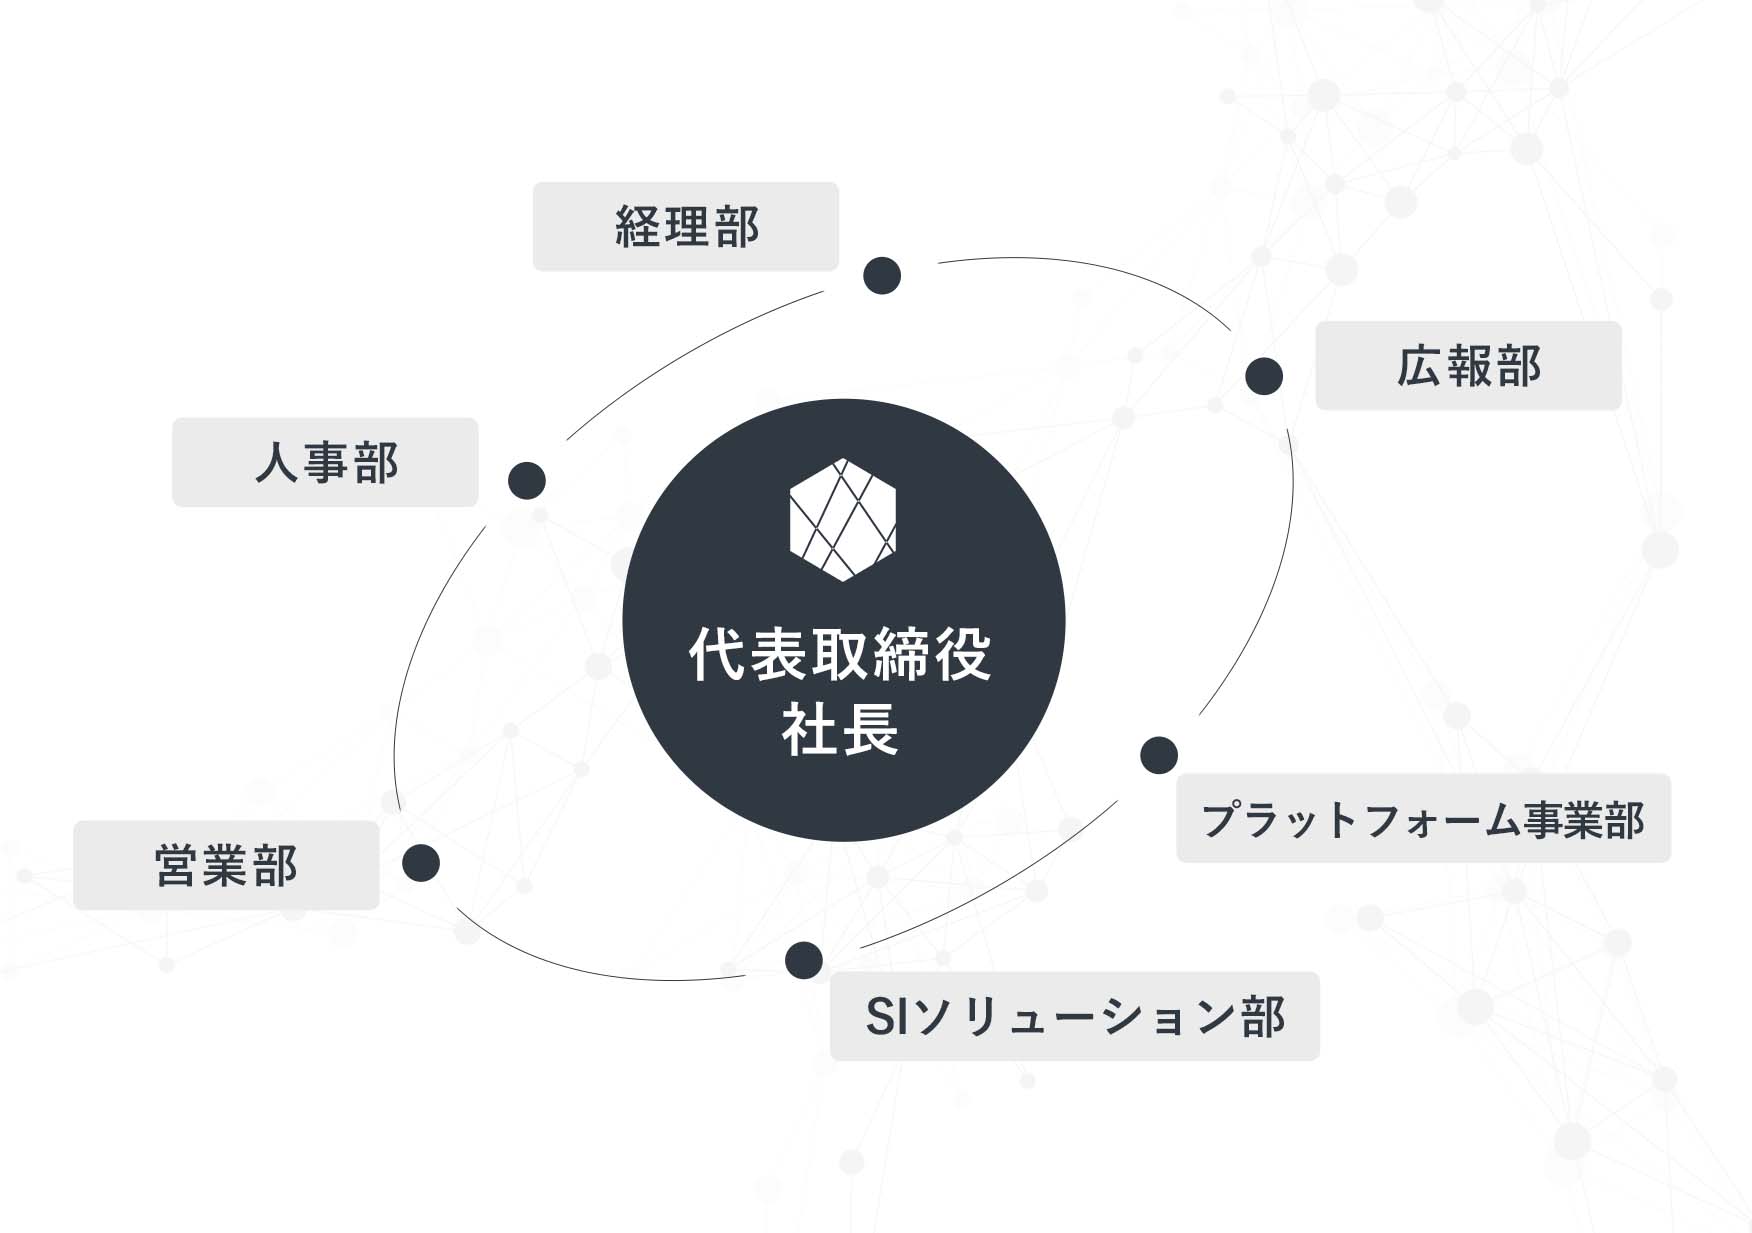 経理部
広報部
人事部
代表取締役
社長
プラットフォーム事業部
営業部
SIソリューション部